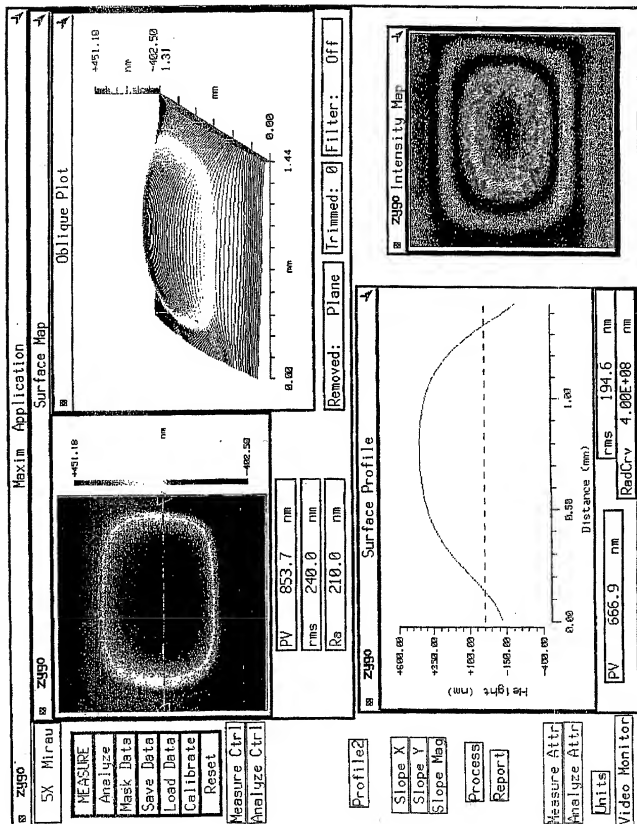 zygo Maxim Application
5X Mirau
MEASURE
Analyze
Mask Data
Save Data
Load Data
Calibrate
Reset
Measure Ctrl
Analyze Ctrl
Profile2
Slope X
Slope Y
Slope Mag
Process
Report
Measure Attr
Analyze Attr
Units
Video Monitor
zygo Surface Map
+451.18
nm
-402.50
PV 853.7 nm
rms 240.0 nm
Ra 210.0 nm
Oblique Plot
+451.18
nm
-402.50
1.31
mm
0.00
1.44
mm
0.00
Removed: Plane
Trimmed: 0
Filter: Off
zygo Surface Profile
+600.00
+350.00
+100.00
-150.00
-400.00
Height (nm)
0.00
0.50
1.00
Distance (mm)
PV 666.9 nm
rms 194.6 nm
RadCrv 4.00E+08 nm
zygo Intensity Map